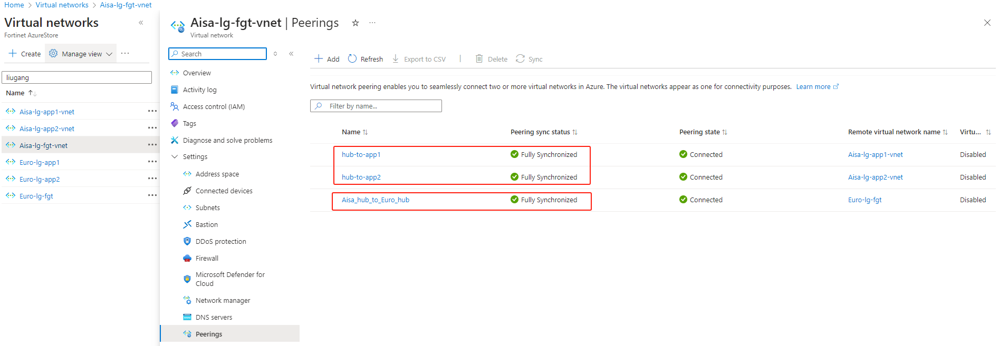 Home > Virtual networks > Aisa-lg-fgt-vnet
Virtual networks
Fortinet AzureStore
Create
Manage view
liugang
Name
Aisa-lg-app1-vnet
Aisa-lg-app2-vnet
Aisa-lg-fgt-vnet
Euro-lg-app1
Euro-lg-app2
Euro-lg-fgt
Aisa-lg-fgt-vnet | Peerings
Virtual network
Search
Overview
Activity log
Access control (IAM)
Tags
Diagnose and solve problems
Settings
Address space
Connected devices
Subnets
Bastion
DDoS protection
Firewall
Microsoft Defender for
Cloud
Network manager
DNS servers
Peerings
Add Refresh Export to CSV | Delete Sync
Virtual network peering enables you to seamlessly connect two or more virtual networks in Azure. The virtual networks appear as one for connectivity purposes. Learn more
Filter by name...
Name Peering sync status Peering state Remote virtual network name Virtu...
hub-to-app1 Fully Synchronized Connected Aisa-lg-app1-vnet Disabled
hub-to-app2 Fully Synchronized Connected Aisa-lg-app2-vnet Disabled
Aisa_hub_to_Euro_hub Fully Synchronized Connected Euro-lg-fgt Disabled